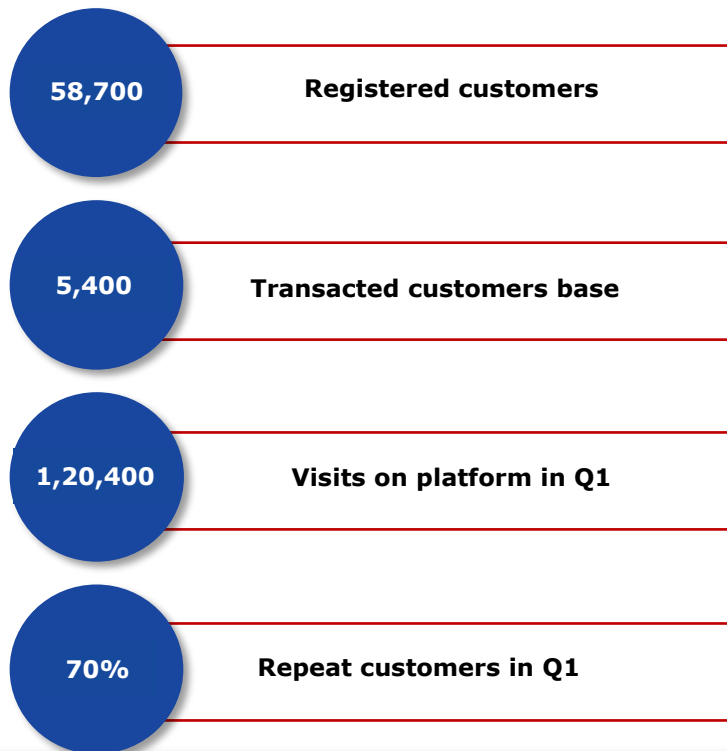 58,700
Registered customers
5,400
Transacted customers base
1,20,400
Visits on platform in Q1
70%
Repeat customers in Q1